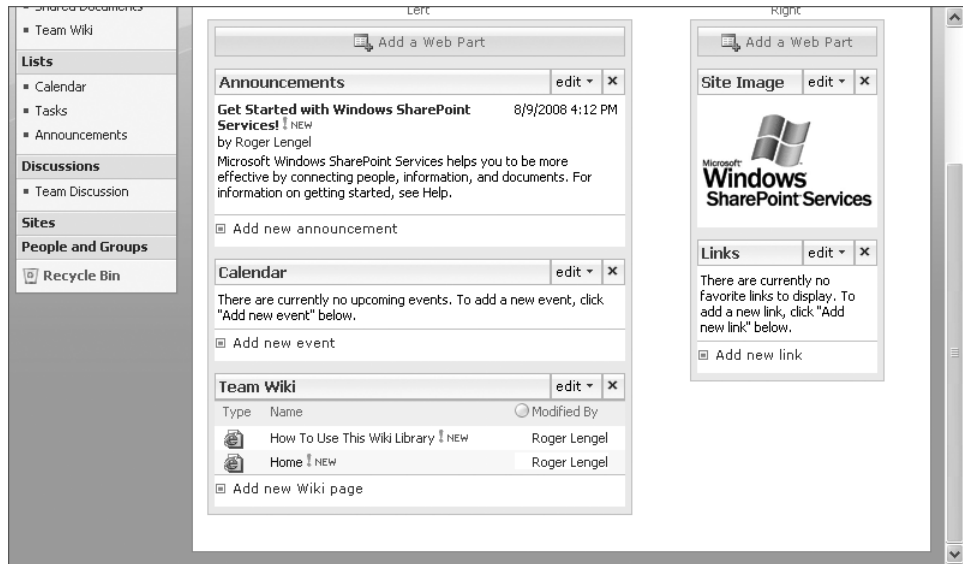 Shared Documents
Team Wiki
Lists
Calendar
Tasks
Announcements
Discussions
Team Discussion
Sites
People and Groups
Recycle Bin
Left
Add a Web Part
Announcements edit ×
Get Started with Windows SharePoint 8/9/2008 4:12 PM
Services! ! NEW
by Roger Lengel
Microsoft Windows SharePoint Services helps you to be more
effective by connecting people, information, and documents. For
information on getting started, see Help.
Add new announcement
Calendar edit ×
There are currently no upcoming events. To add a new event, click
"Add new event" below.
Add new event
Team Wiki edit ×
Type Name Modified By
How To Use This Wiki Library ! NEW Roger Lengel
Home ! NEW Roger Lengel
Add new Wiki page
Right
Add a Web Part
Site Image edit ×
Microsoft
Windows
SharePoint Services
Links edit ×
There are currently no
favorite links to display. To
add a new link, click "Add
new link" below.
Add new link